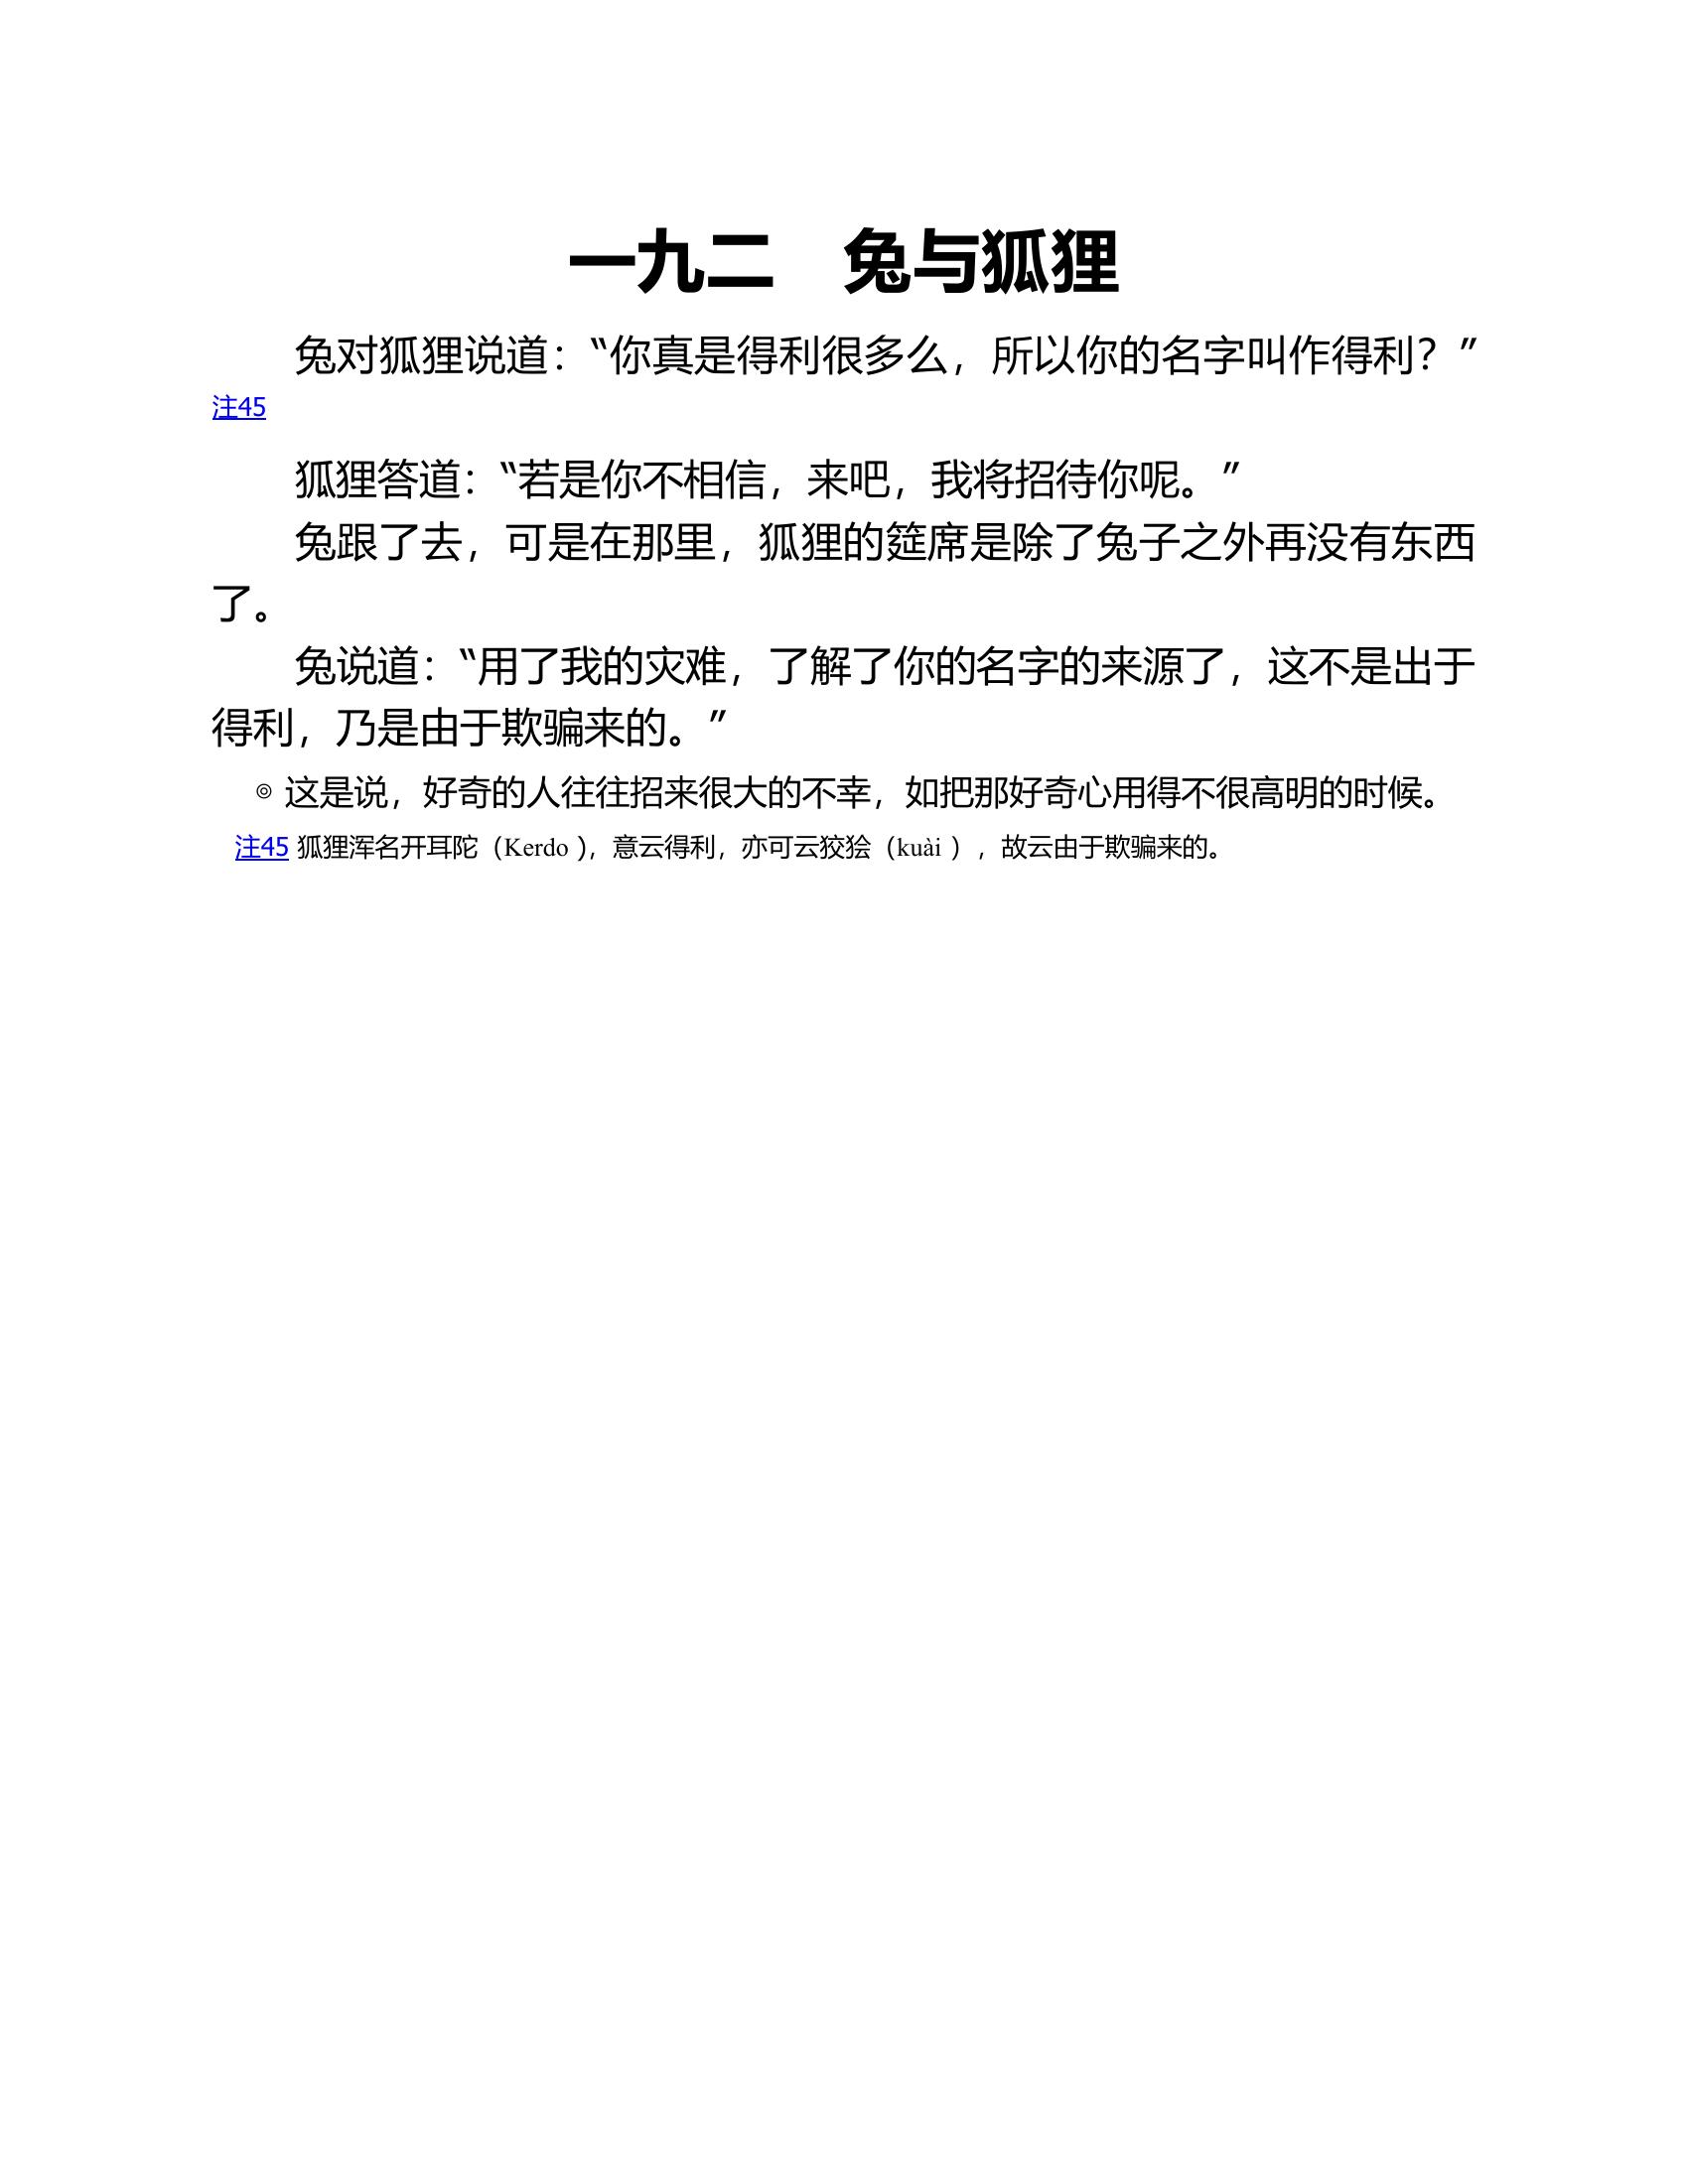 一九二　兔与狐狸
兔对狐狸说道：“你真是得利很多么，所以你的名字叫作得利？”
注45
狐狸答道：“若是你不相信，来吧，我将招待你呢。”
兔跟了去，可是在那里，狐狸的筵席是除了兔子之外再没有东西
了。
兔说道：“用了我的灾难，了解了你的名字的来源了，这不是出于
得利，乃是由于欺骗来的。”
◎ 这是说，好奇的人往往招来很大的不幸，如把那好奇心用得不很高明的时候。
注45 狐狸浑名开耳陀（Kerdo ），意云得利，亦可云狡狯（kuài ），故云由于欺骗来的。